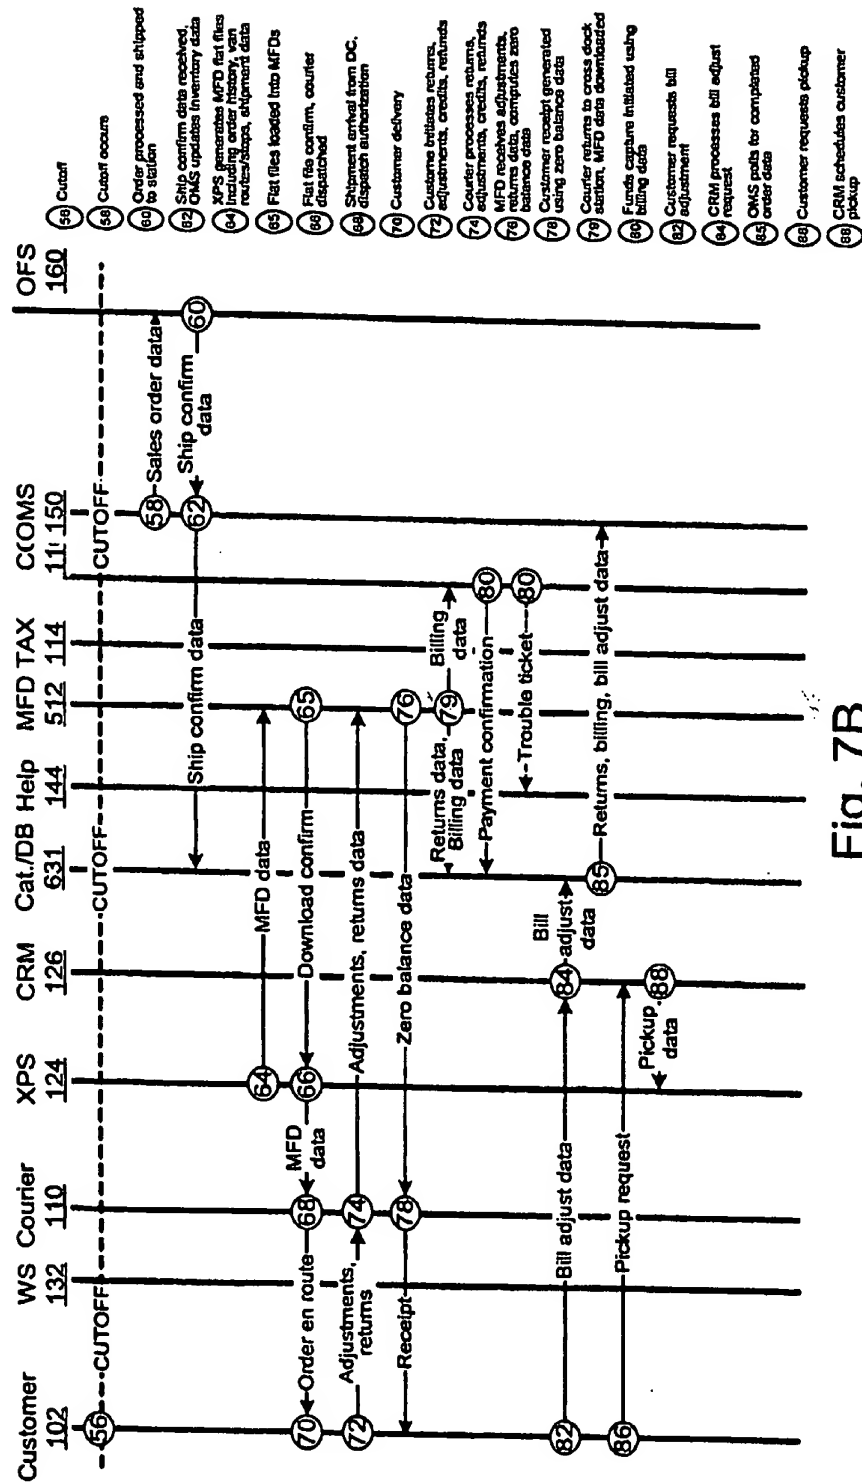 Customer WS Courier XPS CRM Cat./DB Help MFD TAX C(OMS OFS
102 132 110 124 126 631 144 512 114 11( 150 160
56 CUTOFF CUTOFF CUTOFF
58 Sales order data
62 Ship confirm 60
data
Ship confirm data
64 MFD data
70 Order en route 68 MFD 66 Download confirm 65
data
72 Adjustments, 74 Adjustments, returns data
returns
Receipt 78 Zero balance data 76
Returns data, 79 Billing
Billing data data
Payment confirmation 80
Trouble ticket 80
82 Bill adjust data 84 Bill
adjust data
85 Returns, billing, bill adjust data
86 Pickup request
Pickup 88
data
56 Cutoff
58 Cutoff occurs
60 Order processed and shipped
to station
62 Ship confirm data received,
OMS updates inventory data
XPS generates MFD flat files
64 including order history, van
routes/stops, shipment data
65 Flat files loaded into MFDs
66 Flat file confirm, courier
dispatched
68 Shipment arrival from DC,
dispatch authorization
70 Customer delivery
72 Custome initiates returns,
adjustments, credits, refunds
74 Courier processes returns,
adjustments, credits, refunds
MFD receives adjustments,
76 returns data, computes zero
balance data
78 Customer receipt generated
using zero balance data
79 Courier returns to cross dock
station, MFD data downloaded
80 Funds capture initiated using
billing data
82 Customer requests bill
adjustment
84 CRM processes bill adjust
request
85 OMS polls for completed
order data
Customer requests pickup
88 CRM schedules customer
pickup
Fig. 7B